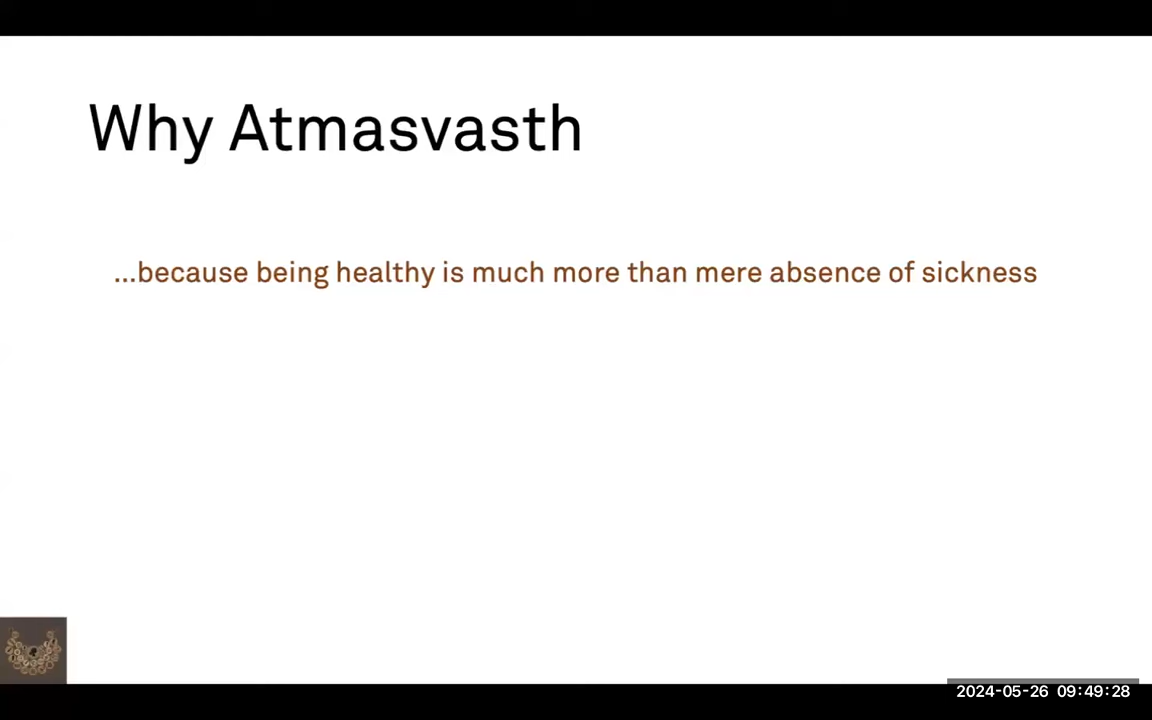 Why Atmasvasth
...because being healthy is much more than mere absence of sickness
2024-05-26 09:49:28